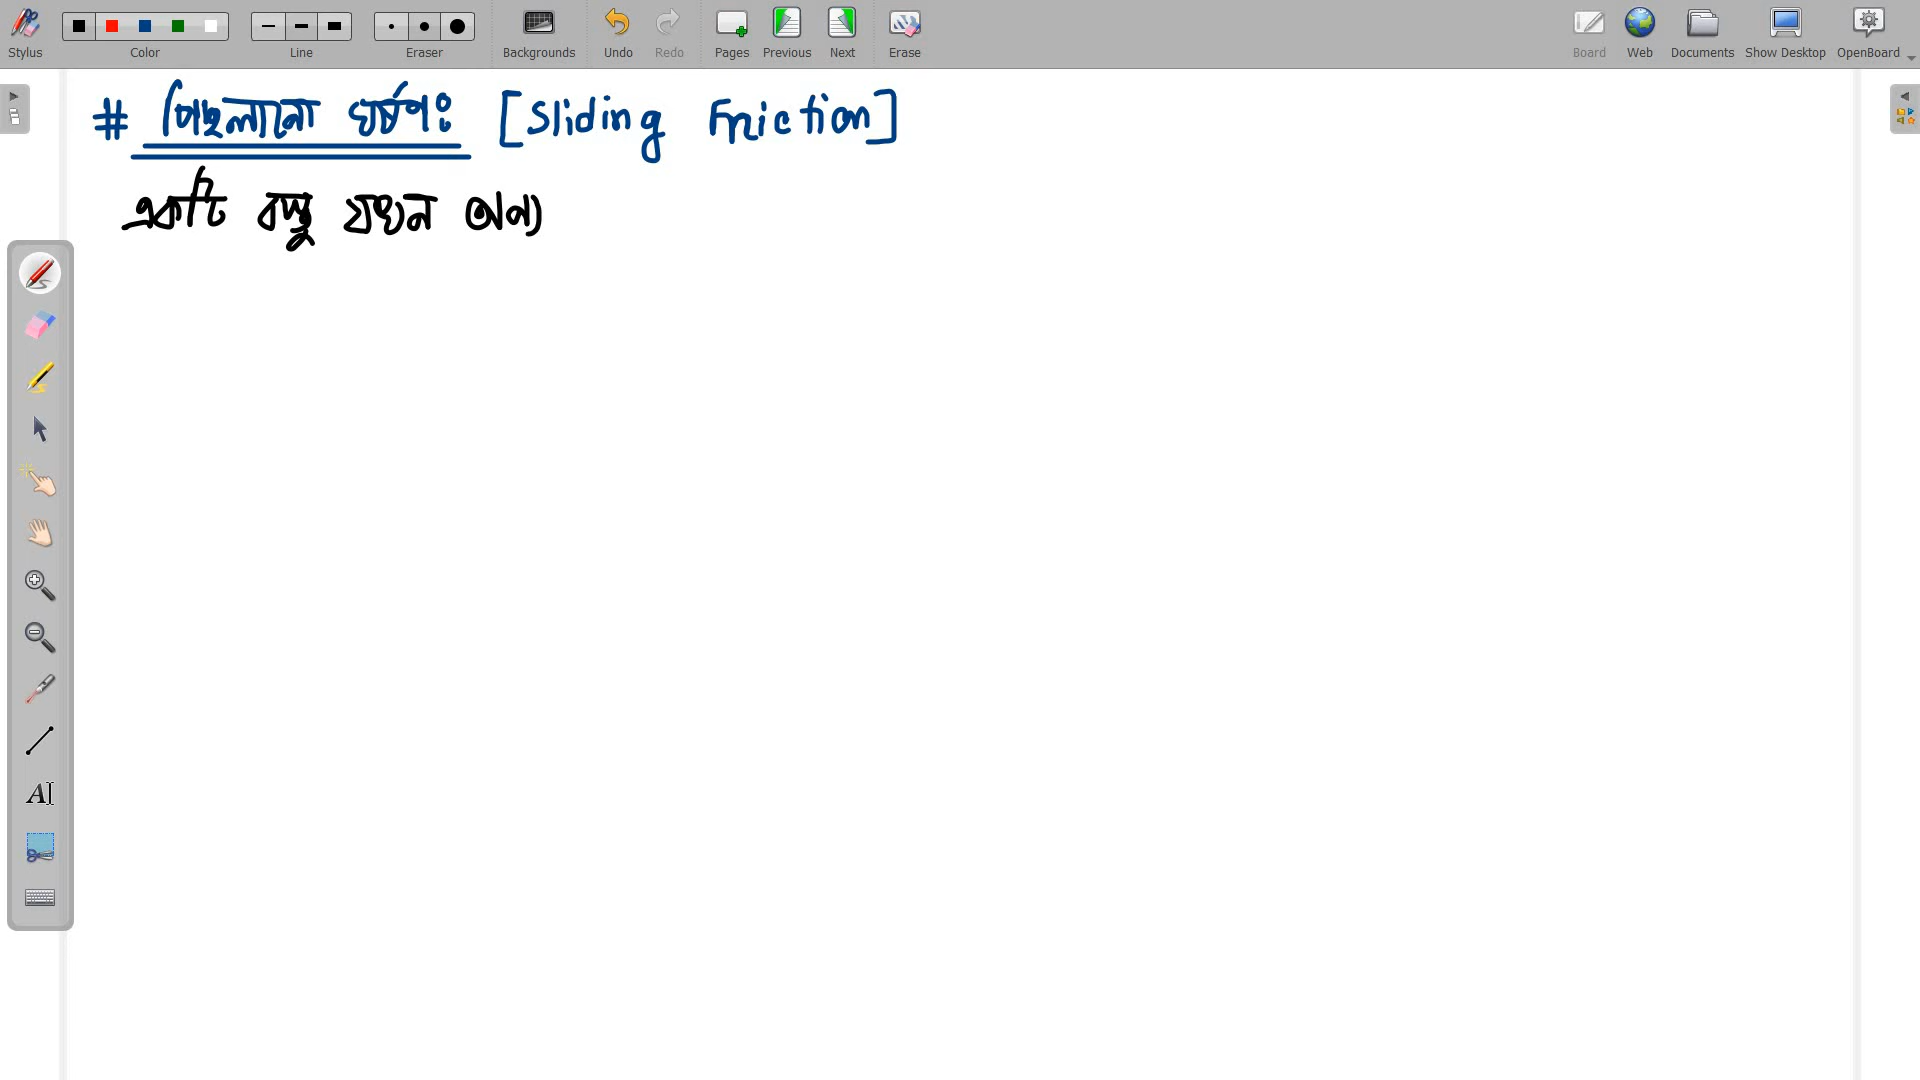 Stylus Color Line Eraser Backgrounds Undo Redo Pages Previous Next Erase Board Web Documents Show Desktop OpenBoard
# পিছলানো ঘর্ষণঃ [Sliding Friction]
একটি বস্তু যখন অন্য